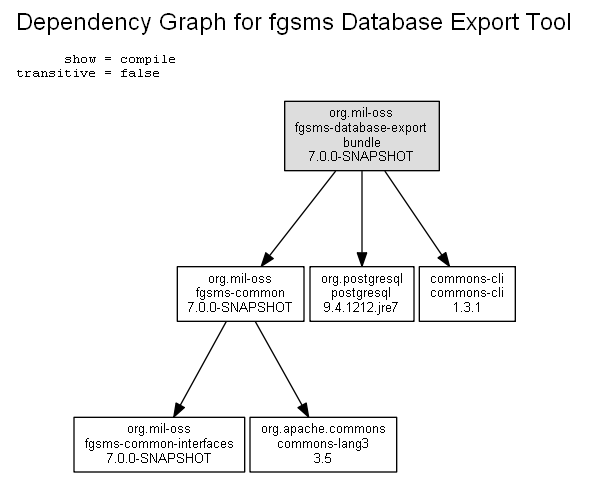 Dependency Graph for fgsms Database Export Tool
show = compile
transitive = false
org.mil-oss
fgsms-database-export
bundle
7.0.0-SNAPSHOT
org.mil-oss
fgsms-common
7.0.0-SNAPSHOT
org.postgresql
postgresql
9.4.1212.jre7
commons-cli
commons-cli
1.3.1
org.mil-oss
fgsms-common-interfaces
7.0.0-SNAPSHOT
org.apache.commons
commons-lang3
3.5